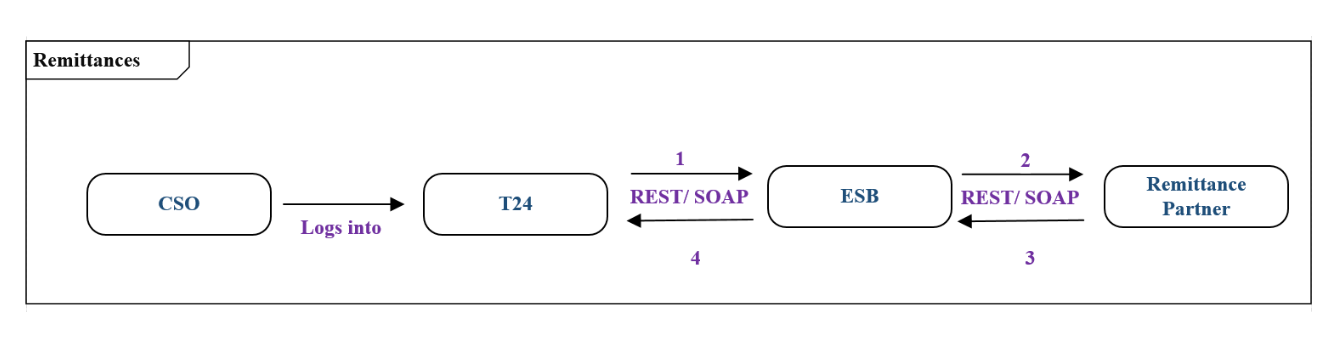 Remittances
CSO
Logs into
T24
1
REST/ SOAP
4
ESB
2
REST/ SOAP
3
Remittance
Partner